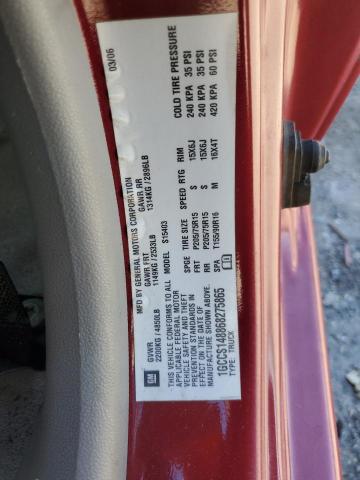 MFD BY GENERAL MOTORS CORPORATION 03/06
GVWR GAWR FRT GAWR RR
2200KG/4850LB 1149KG/2533LB 1314KG/2896LB
THIS VEHICLE CONFORMS TO ALL
APPLICABLE FEDERAL MOTOR
VEHICLE SAFETY AND THEFT
PREVENTION STANDARDS IN
EFFECT ON THE DATE OF
MANUFACTURE SHOWN ABOVE.
1GCCS148868275865
TYPE: TRUCK
MODEL: S15403
SPGE TIRE SIZE SPEED RTG RIM COLD TIRE PRESSURE
FRT P205/75R15 S 15X6J 240 KPA 35 PSI
RR P205/75R15 S 15X6J 240 KPA 35 PSI
SPA T155/90R16 M 16X4T 420 KPA 60 PSI
GM